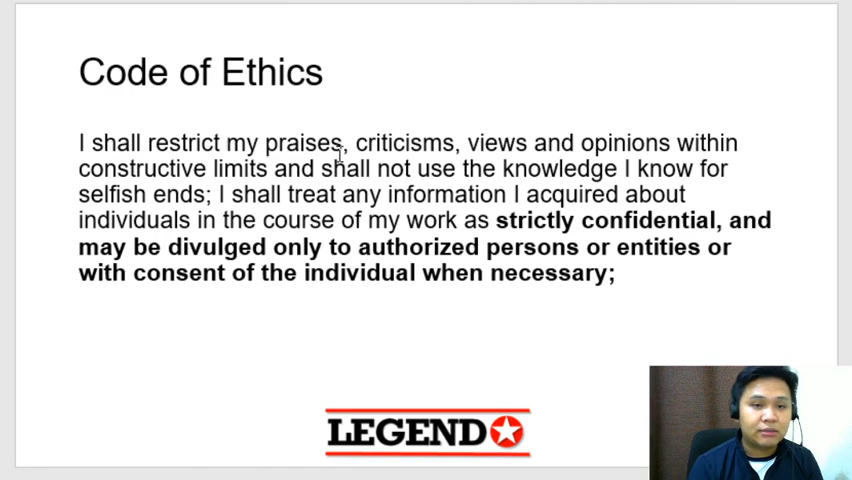 Code of Ethics
I shall restrict my praises, criticisms, views and opinions within
constructive limits and shall not use the knowledge I know for
selfish ends; I shall treat any information I acquired about
individuals in the course of my work as strictly confidential, and
may be divulged only to authorized persons or entities or
with consent of the individual when necessary;
LEGEND